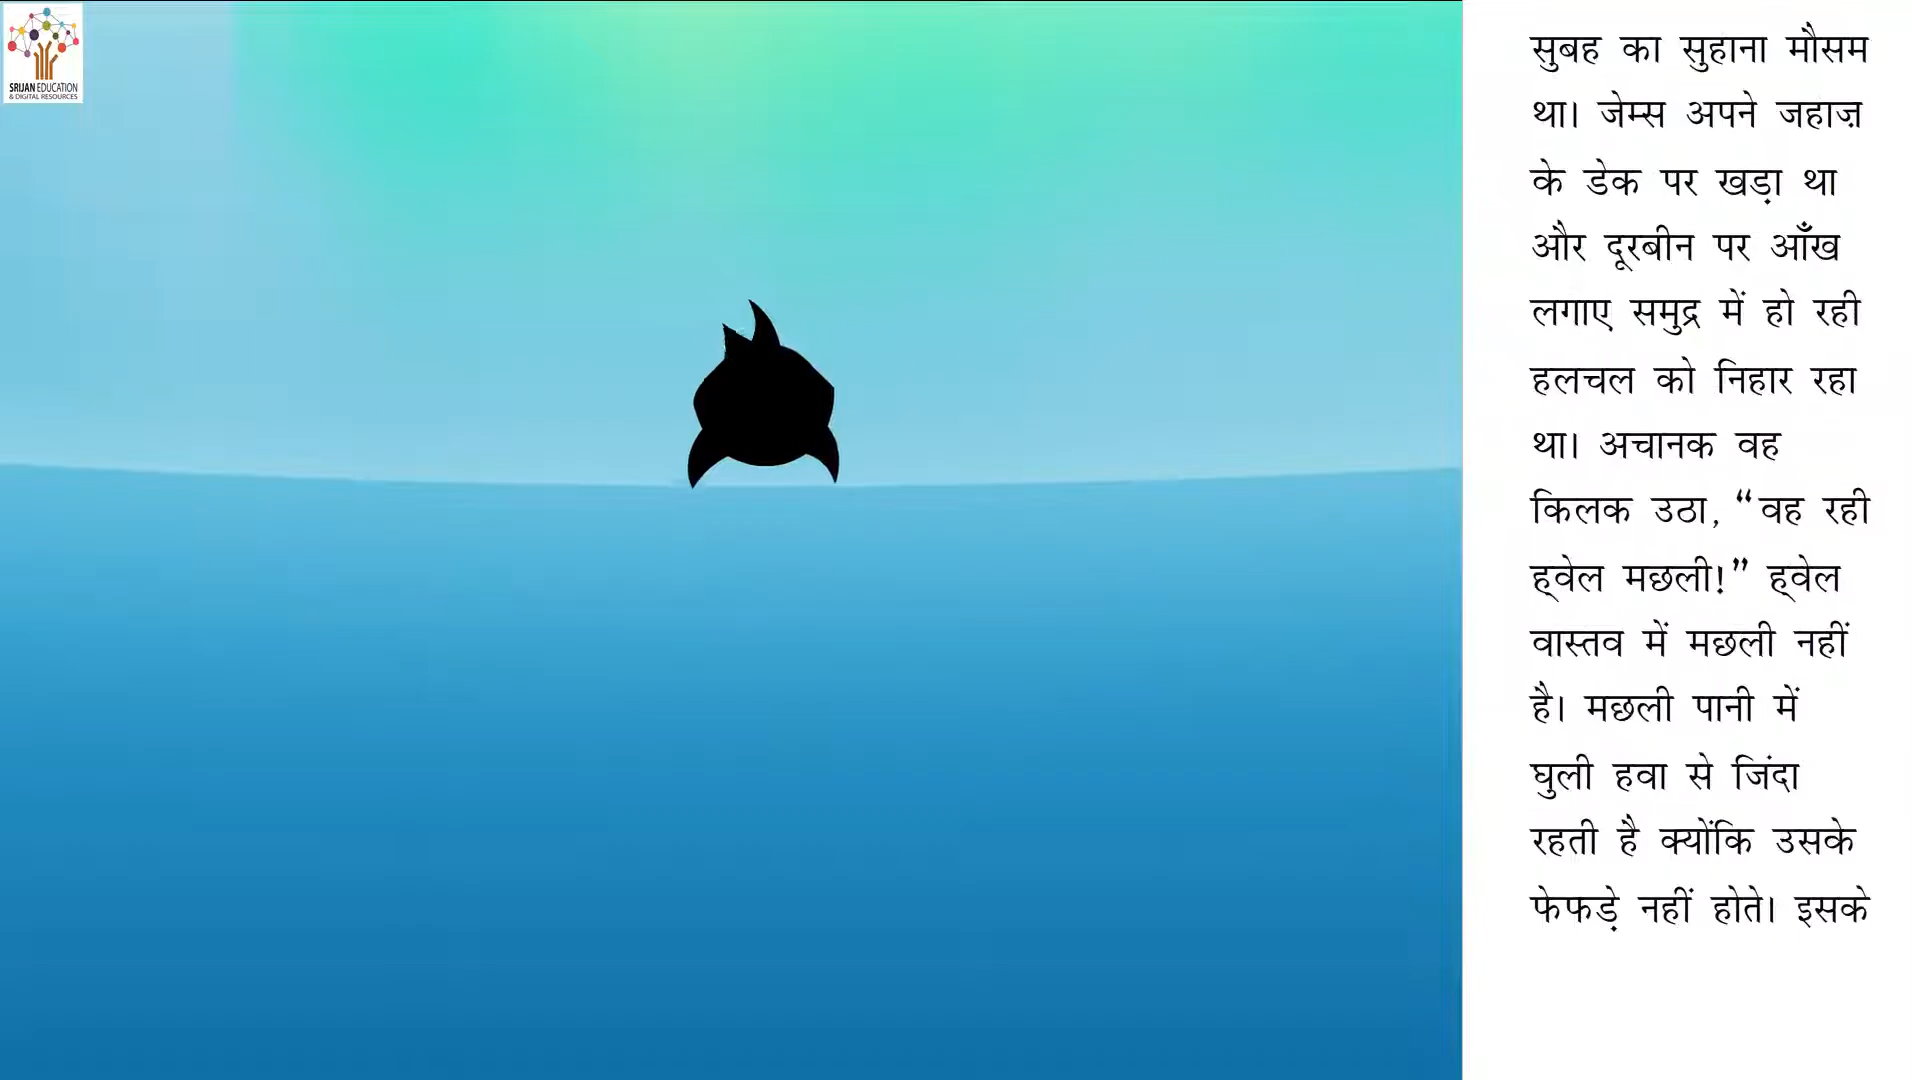 SRIJAN EDUCATION
& DIGITAL RESOURCES
सुबह का सुहाना मौसम
था। जेम्स अपने जहाज़
के डेक पर खड़ा था
और दूरबीन पर आँख
लगाए समुद्र में हो रही
हलचल को निहार रहा
था। अचानक वह
किलक उठा, “वह रही
ह्वेल मछली!” ह्वेल
वास्तव में मछली नहीं
है। मछली पानी में
घुली हवा से जिंदा
रहती है क्योंकि उसके
फेफड़े नहीं होते। इसके